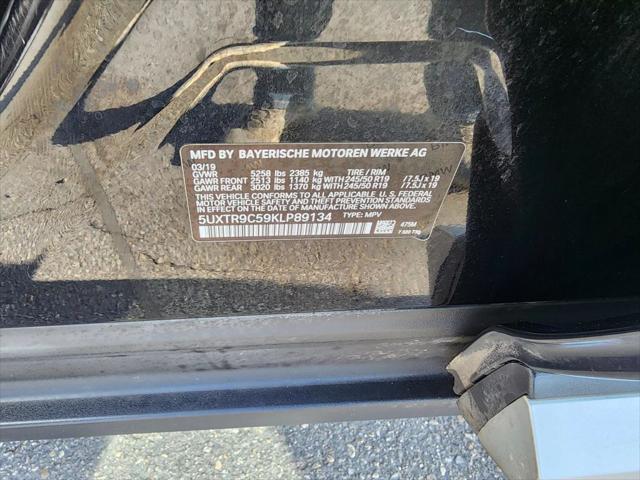 MFD BY BAYERISCHE MOTOREN WERKE AG
03/19
GVWR 5258 lbs 2385 kg TIRE / RIM
GAWR FRONT 2513 lbs 1140 kg WITH 245/50 R19 / 7.5J x 19
GAWR REAR 3020 lbs 1370 kg WITH 245/50 R19 / 7.5J x 19
THIS VEHICLE CONFORMS TO ALL APPLICABLE U. S. FEDERAL
MOTOR VEHICLE SAFETY STANDARDS IN EFFECT
ON THE DATE OF MANUFACTURE SHOWN ABOVE.
5UXTR9C59KLP89134 TYPE: MPV
475M